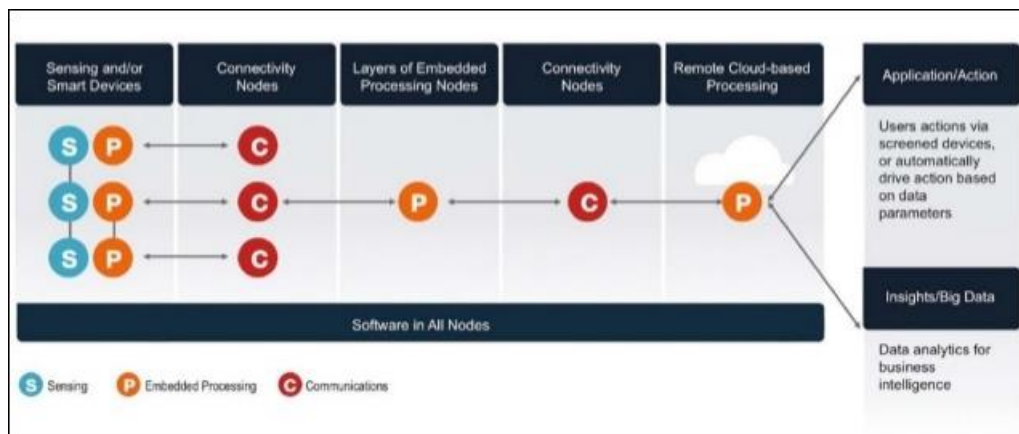 Sensing and/or
Smart Devices
Connectivity
Nodes
Layers of Embedded
Processing Nodes
Connectivity
Nodes
Remote Cloud-based
Processing
Application/Action
S P C
Users actions via
screened devices,
or automatically
drive action based
on data
parameters
S P C P C P
S P C
Insights/Big Data
Software in All Nodes
Data analytics for
business
intelligence
S Sensing
P Embedded Processing
C Communications